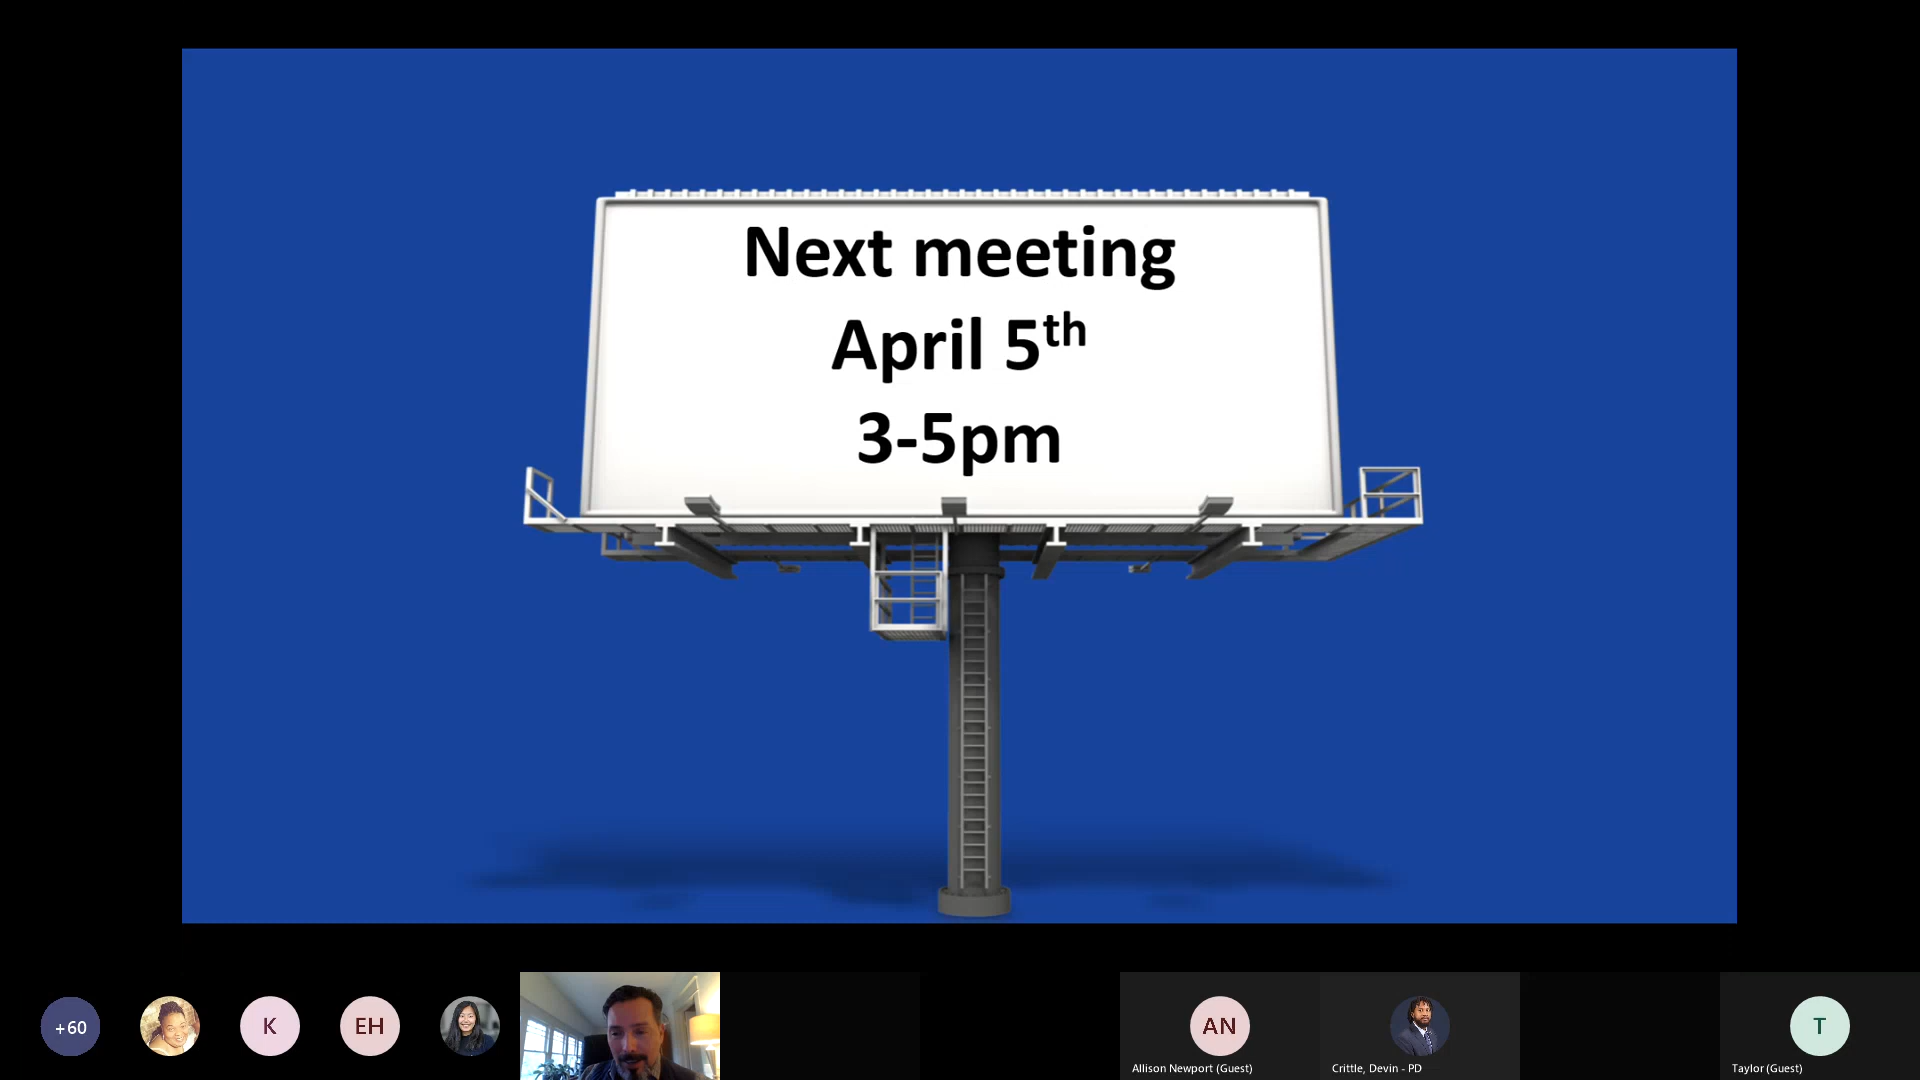 Next meeting
April 5th
3-5pm
+60
K
EH
AN
T
Allison Newport (Guest)
Crittle, Devin - PD
Taylor (Guest)